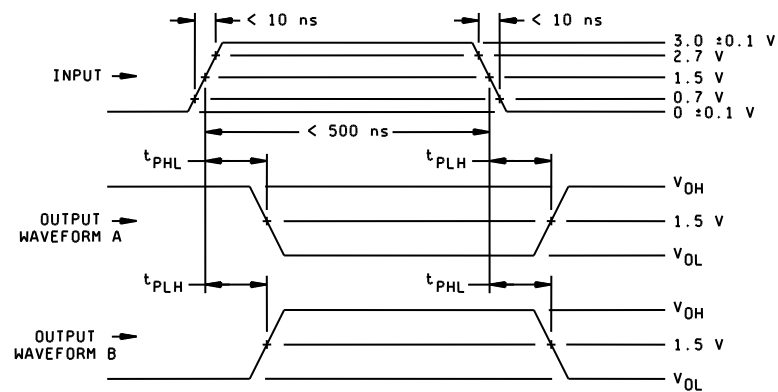 < 10 ns
< 10 ns
3.0 ±0.1 V
2.7 V
INPUT
1.5 V
0.7 V
0 ±0.1 V
< 500 ns
tPHL
tPLH
VOH
OUTPUT
WAVEFORM A
1.5 V
VOL
tPLH
tPHL
VOH
OUTPUT
WAVEFORM B
1.5 V
VOL